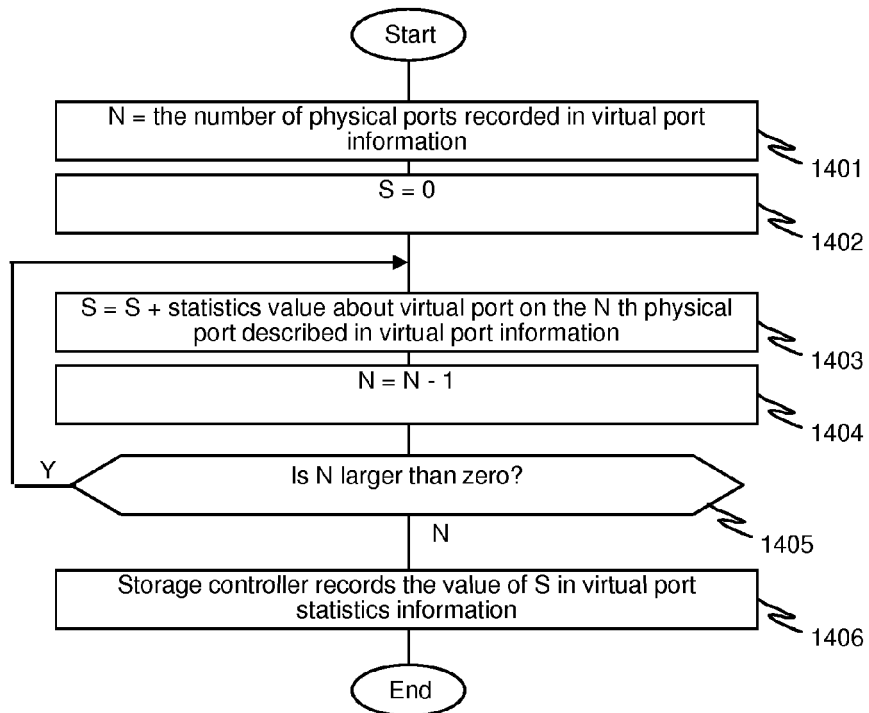 Start
N = the number of physical ports recorded in virtual port
information
1401
S = 0
1402
S = S + statistics value about virtual port on the N th physical
port described in virtual port information
1403
N = N - 1
1404
Y
Is N larger than zero?
1405
N
Storage controller records the value of S in virtual port
statistics information
1406
End